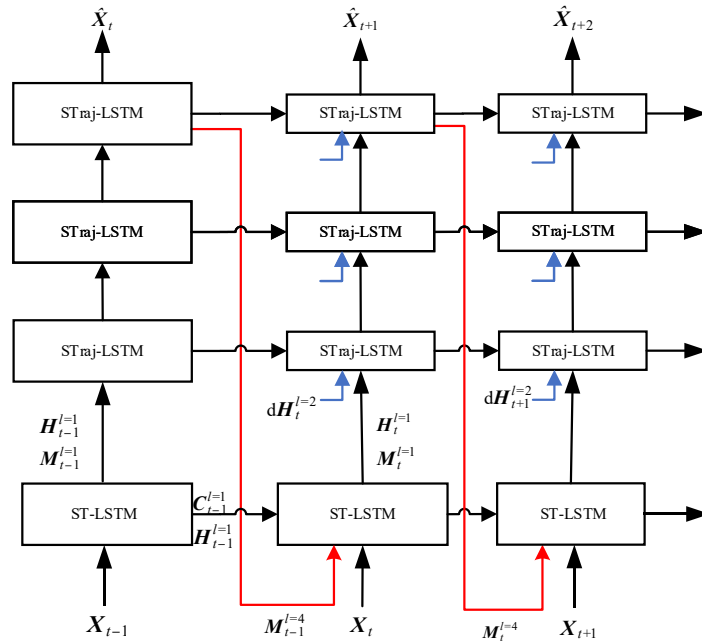 X̂_t X̂_{t+1} X̂_{t+2}
STraj-LSTM STraj-LSTM STraj-LSTM
STraj-LSTM STraj-LSTM STraj-LSTM
STraj-LSTM STraj-LSTM STraj-LSTM
dH_t^{l=2} dH_{t+1}^{l=2}
H_{t-1}^{l=1} H_t^{l=1}
M_{t-1}^{l=1} M_t^{l=1}
C_{t-1}^{l=1}
ST-LSTM ST-LSTM ST-LSTM
H_{t-1}^{l=1}
X_{t-1} M_{t-1}^{l=4} X_t M_t^{l=4} X_{t+1}